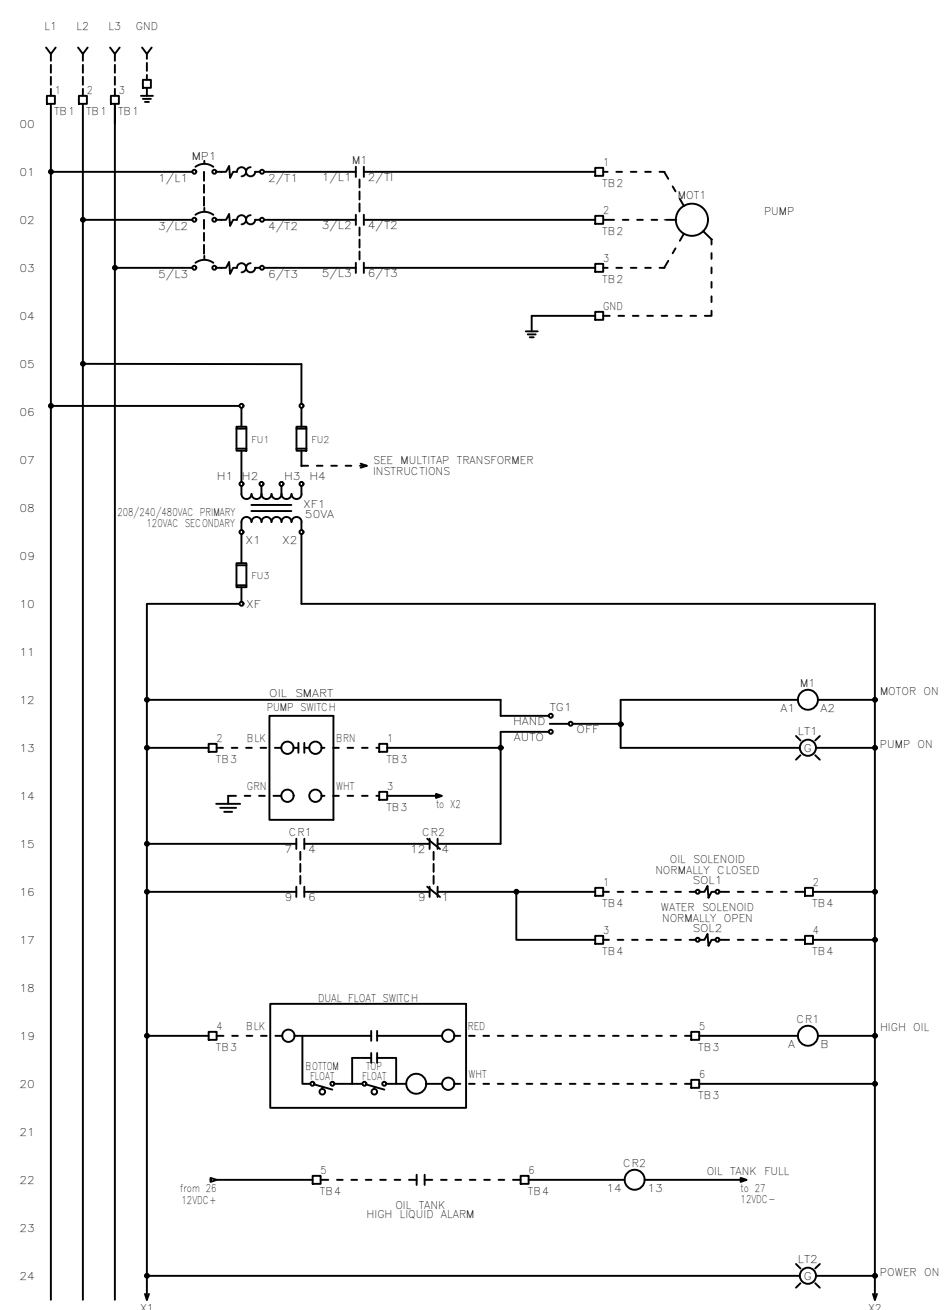 L1 L2 L3 GND
1 2 3
TB1 TB1 TB1
00
MP1 M1 1
01 1/L1 2/T1 1/L1 2/TI TB2
MOT1
2 PUMP
02 3/L2 4/T2 3/L2 4/T2 TB2
3
03 5/L3 6/T3 5/L3 6/T3 TB2
GND
04
05
06
FU1 FU2
07 SEE MULTITAP TRANSFORMER
INSTRUCTIONS
H1 H2 H3 H4
XF1
08 208/240/480VAC PRIMARY 50VA
120VAC SECONDARY
X1 X2
09
FU3
10 XF
11
M1
OIL SMART MOTOR ON
12 PUMP SWITCH TG1 A1 A2
HAND OFF LT1
AUTO
2 BLK BRN 1 G PUMP ON
13 TB3 TB3
GRN WHT 3
14 TB3 to X2
CR1 CR2
15 7 4 12 4
OIL SOLENOID
NORMALLY CLOSED
1 SOL1 2
16 9 6 9 1 TB4 TB4
WATER SOLENOID
NORMALLY OPEN
3 SOL2 4
17 TB4 TB4
18
DUAL FLOAT SWITCH
CR1
4 BLK RED 5 HIGH OIL
19 TB3 TB3 A B
BOTTOM TOP
FLOAT FLOAT
WHT 6
20 TB3
21
CR2
5 6 OIL TANK FULL
22 from 26 TB4 TB4 14 13 to 27
12VDC+ 12VDC-
OIL TANK
HIGH LIQUID ALARM
23
LT2
24 G POWER ON
X1 X2